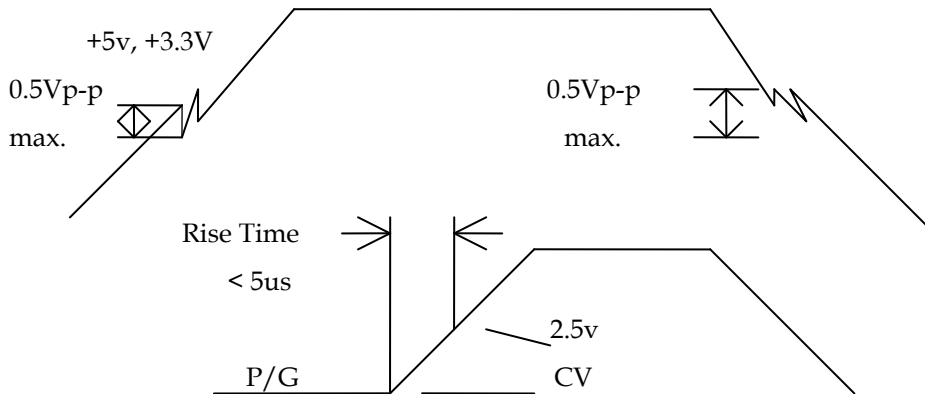 +5v, +3.3V
0.5Vp-p
max.
0.5Vp-p
max.
Rise Time
< 5us
2.5v
P/G
CV